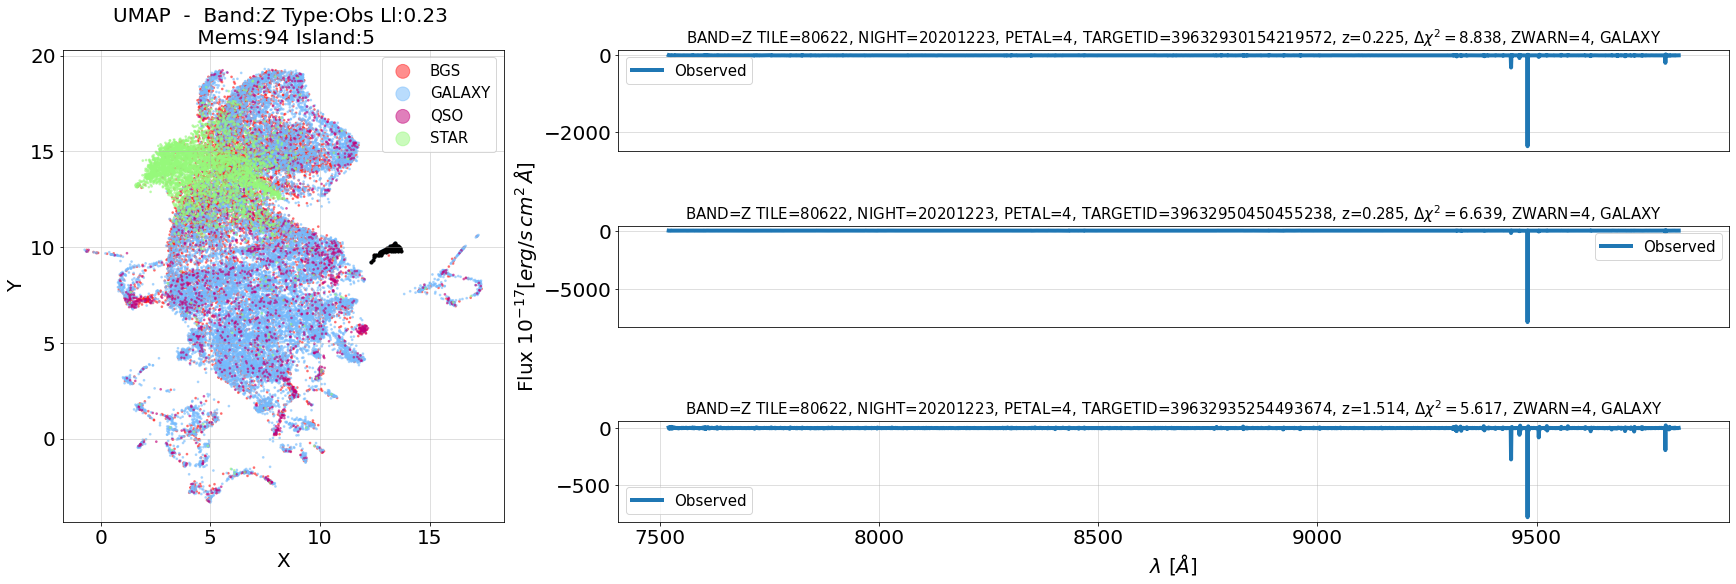 UMAP - Band:Z Type:Obs Ll:0.23
Mems:94 Island:5
20
15
10
5
0
Y
0
5
10
15
X
BGS
GALAXY
QSO
STAR
Flux 10⁻¹⁷[erg/s cm² Å]
BAND=Z TILE=80622, NIGHT=20201223, PETAL=4, TARGETID=39632930154219572, z=0.225, Δχ² = 8.838, ZWARN=4, GALAXY
0
−2000
Observed
BAND=Z TILE=80622, NIGHT=20201223, PETAL=4, TARGETID=39632950450455238, z=0.285, Δχ² = 6.639, ZWARN=4, GALAXY
0
−5000
Observed
BAND=Z TILE=80622, NIGHT=20201223, PETAL=4, TARGETID=39632935254493674, z=1.514, Δχ² = 5.617, ZWARN=4, GALAXY
0
−500
Observed
7500
8000
8500
9000
9500
λ [Å]